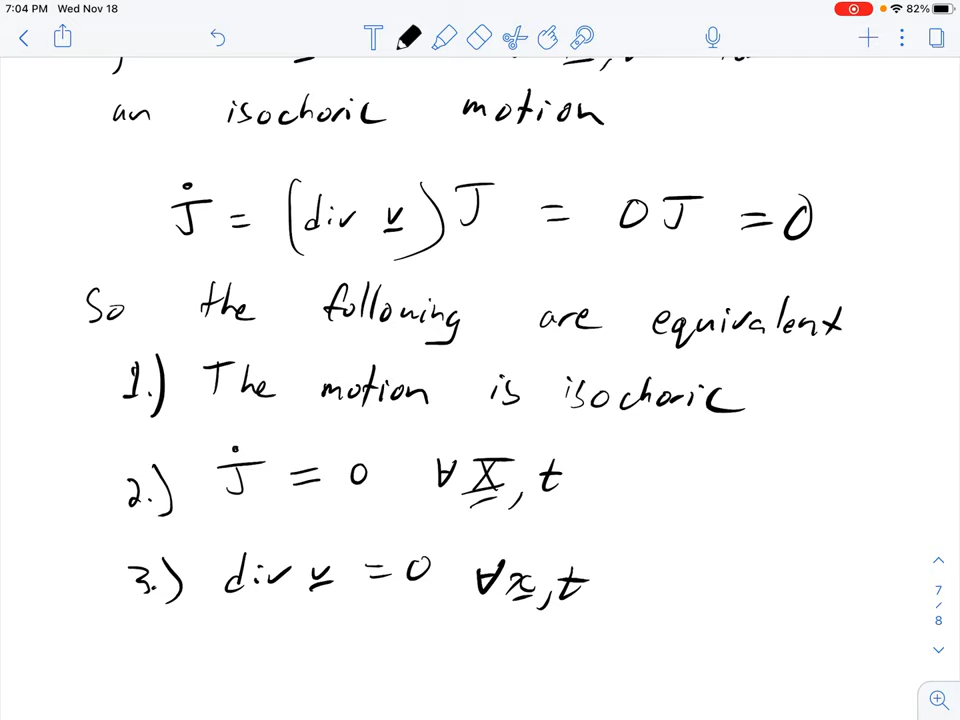 7:04 PM Wed Nov 18
82%
an isochoric motion
J̇ = (div v̲) J = 0 J = 0
So the following are equivalent
1.) The motion is isochoric
2.) J̇ = 0 ∀ X̲, t
3.) div v̲ = 0 ∀ x̲, t
7
/
8